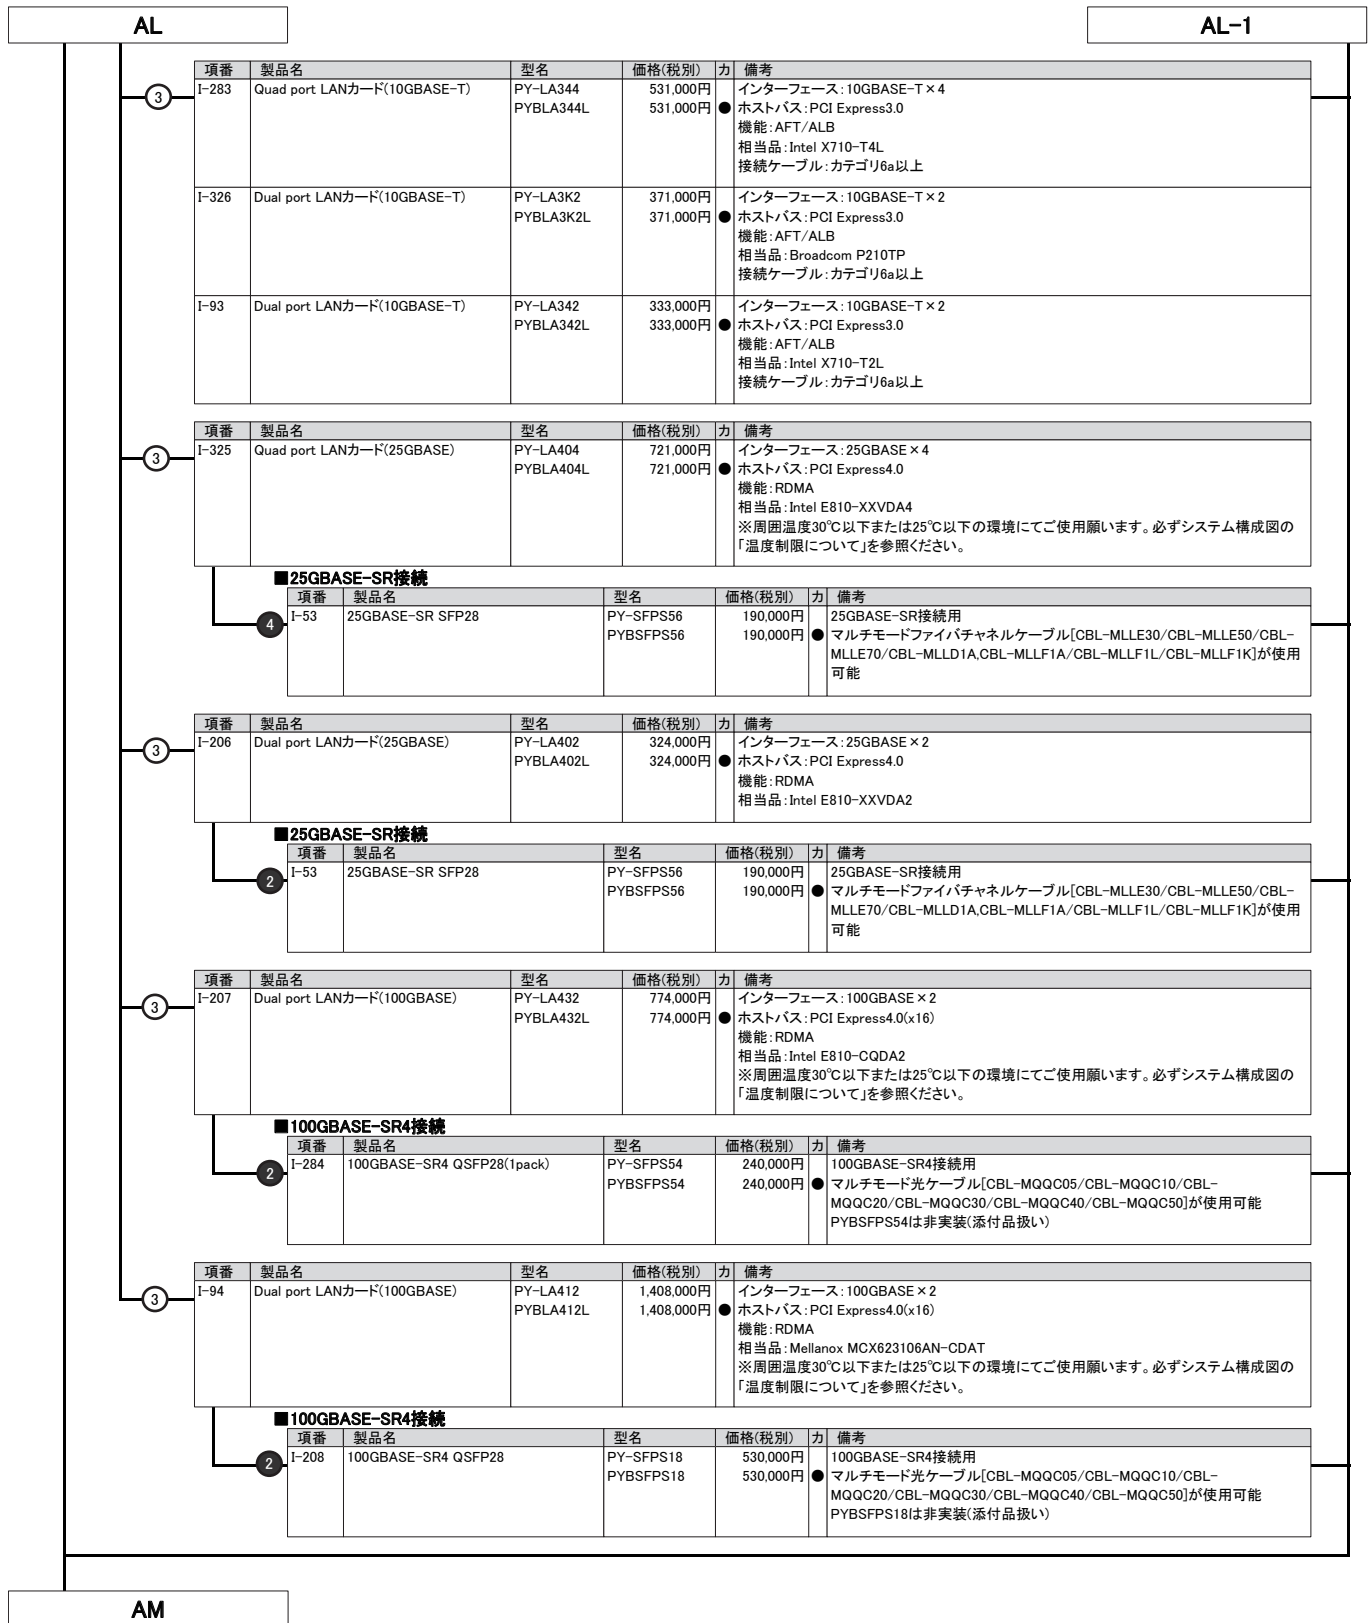 AL
AL-1
項番 製品名 型名 価格(税別) カ 備考
③ I-283 Quad port LANカード(10GBASE-T) PY-LA344 531,000円 インターフェース:10GBASE-T×4
PYBLA344L 531,000円 ● ホストバス:PCI Express3.0
機能:AFT/ALB
相当品:Intel X710-T4L
接続ケーブル:カテゴリ6a以上
I-326 Dual port LANカード(10GBASE-T) PY-LA3K2 371,000円 インターフェース:10GBASE-T×2
PYBLA3K2L 371,000円 ● ホストバス:PCI Express3.0
機能:AFT/ALB
相当品:Broadcom P210TP
接続ケーブル:カテゴリ6a以上
I-93 Dual port LANカード(10GBASE-T) PY-LA342 333,000円 インターフェース:10GBASE-T×2
PYBLA342L 333,000円 ● ホストバス:PCI Express3.0
機能:AFT/ALB
相当品:Intel X710-T2L
接続ケーブル:カテゴリ6a以上
項番 製品名 型名 価格(税別) カ 備考
③ I-325 Quad port LANカード(25GBASE) PY-LA404 721,000円 インターフェース:25GBASE×4
PYBLA404L 721,000円 ● ホストバス:PCI Express4.0
機能:RDMA
相当品:Intel E810-XXVDA4
※周囲温度30℃以下または25℃以下の環境にてご使用願います。必ずシステム構成図の
「温度制限について」を参照ください。
■25GBASE-SR接続
項番 製品名 型名 価格(税別) カ 備考
4 I-53 25GBASE-SR SFP28 PY-SFPS56 190,000円 25GBASE-SR接続用
PYBSFPS56 190,000円 ● マルチモードファイバチャネルケーブル[CBL-MLLE30/CBL-MLLE50/CBL-
MLLE70/CBL-MLLD1A,CBL-MLLF1A/CBL-MLLF1L/CBL-MLLF1K]が使用
可能
項番 製品名 型名 価格(税別) カ 備考
③ I-206 Dual port LANカード(25GBASE) PY-LA402 324,000円 インターフェース:25GBASE×2
PYBLA402L 324,000円 ● ホストバス:PCI Express4.0
機能:RDMA
相当品:Intel E810-XXVDA2
■25GBASE-SR接続
項番 製品名 型名 価格(税別) カ 備考
2 I-53 25GBASE-SR SFP28 PY-SFPS56 190,000円 25GBASE-SR接続用
PYBSFPS56 190,000円 ● マルチモードファイバチャネルケーブル[CBL-MLLE30/CBL-MLLE50/CBL-
MLLE70/CBL-MLLD1A,CBL-MLLF1A/CBL-MLLF1L/CBL-MLLF1K]が使用
可能
項番 製品名 型名 価格(税別) カ 備考
③ I-207 Dual port LANカード(100GBASE) PY-LA432 774,000円 インターフェース:100GBASE×2
PYBLA432L 774,000円 ● ホストバス:PCI Express4.0(x16)
機能:RDMA
相当品:Intel E810-CQDA2
※周囲温度30℃以下または25℃以下の環境にてご使用願います。必ずシステム構成図の
「温度制限について」を参照ください。
■100GBASE-SR4接続
項番 製品名 型名 価格(税別) カ 備考
2 I-284 100GBASE-SR4 QSFP28(1pack) PY-SFPS54 240,000円 100GBASE-SR4接続用
PYBSFPS54 240,000円 ● マルチモード光ケーブル[CBL-MQQC05/CBL-MQQC10/CBL-
MQQC20/CBL-MQQC30/CBL-MQQC40/CBL-MQQC50]が使用可能
PYBSFPS54は非実装(添付品扱い)
項番 製品名 型名 価格(税別) カ 備考
③ I-94 Dual port LANカード(100GBASE) PY-LA412 1,408,000円 インターフェース:100GBASE×2
PYBLA412L 1,408,000円 ● ホストバス:PCI Express4.0(x16)
機能:RDMA
相当品:Mellanox MCX623106AN-CDAT
※周囲温度30℃以下または25℃以下の環境にてご使用願います。必ずシステム構成図の
「温度制限について」を参照ください。
■100GBASE-SR4接続
項番 製品名 型名 価格(税別) カ 備考
2 I-208 100GBASE-SR4 QSFP28 PY-SFPS18 530,000円 100GBASE-SR4接続用
PYBSFPS18 530,000円 ● マルチモード光ケーブル[CBL-MQQC05/CBL-MQQC10/CBL-
MQQC20/CBL-MQQC30/CBL-MQQC40/CBL-MQQC50]が使用可能
PYBSFPS18は非実装(添付品扱い)
AM